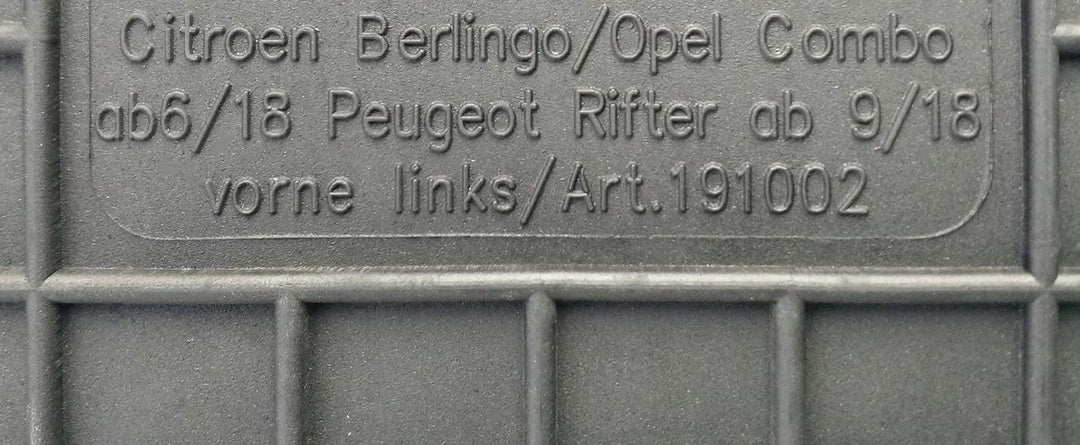 Citroen Berlingo/Opel Combo
ab6/18 Peugeot Rifter ab 9/18
vorne links/Art.191002